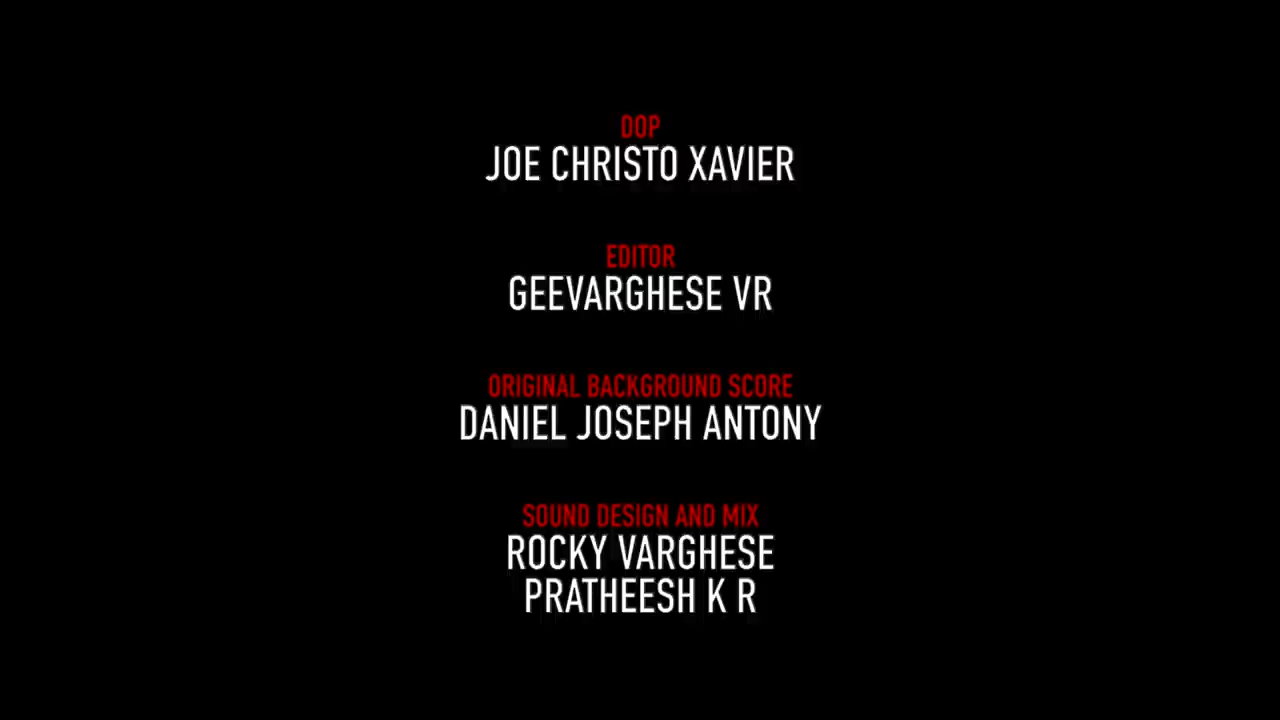 DOP
JOE CHRISTO XAVIER
EDITOR
GEEVARGHESE VR
ORIGINAL BACKGROUND SCORE
DANIEL JOSEPH ANTONY
SOUND DESIGN AND MIX
ROCKY VARGHESE
PRATHEESH K R